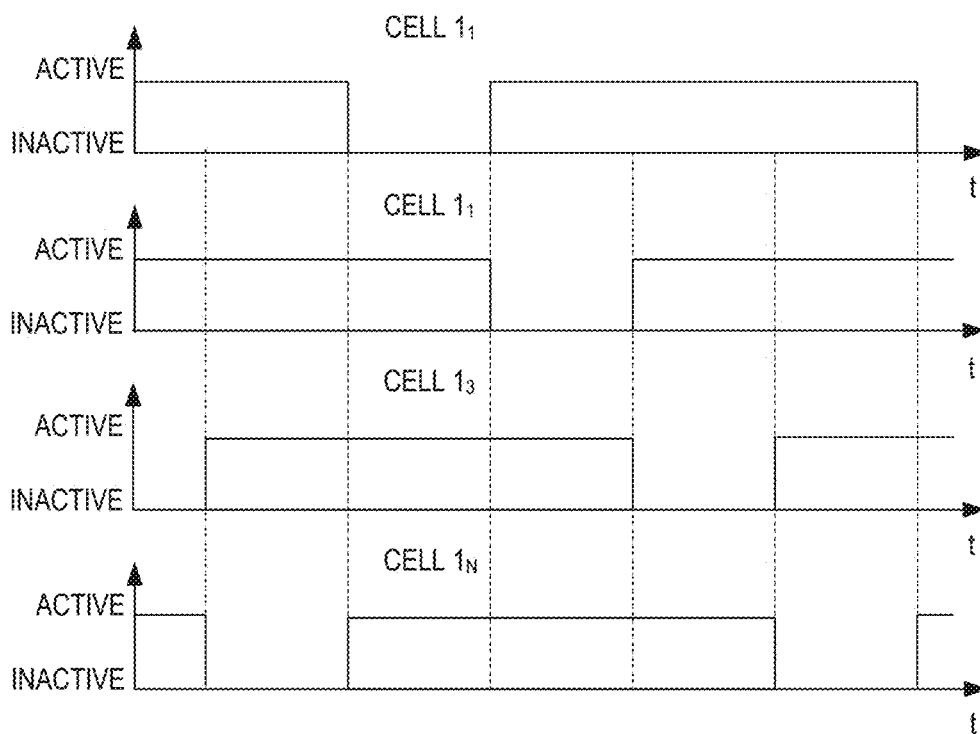 CELL 1₁
ACTIVE
INACTIVE
t
CELL 1₁
ACTIVE
INACTIVE
t
CELL 1₃
ACTIVE
INACTIVE
t
CELL 1N
ACTIVE
INACTIVE
t